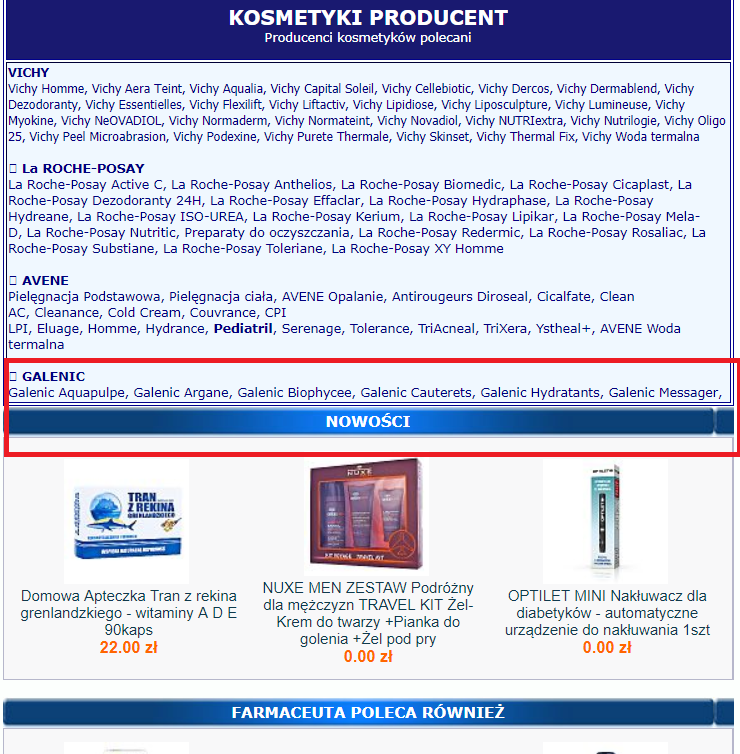 KOSMETYKI PRODUCENT
Producenci kosmetyków polecani
VICHY
Vichy Homme, Vichy Aera Teint, Vichy Aqualia, Vichy Capital Soleil, Vichy Cellebiotic, Vichy Dercos, Vichy Dermablend, Vichy
Dezodoranty, Vichy Essentielles, Vichy Flexilift, Vichy Liftactiv, Vichy Lipidiose, Vichy Liposculpture, Vichy Lumineuse, Vichy
Myokine, Vichy NeOVADIOL, Vichy Normaderm, Vichy Normateint, Vichy Novadiol, Vichy NUTRIextra, Vichy Nutrilogie, Vichy Oligo
25, Vichy Peel Microabrasion, Vichy Podexine, Vichy Purete Thermale, Vichy Skinset, Vichy Thermal Fix, Vichy Woda termalna
La ROCHE-POSAY
La Roche-Posay Active C, La Roche-Posay Anthelios, La Roche-Posay Biomedic, La Roche-Posay Cicaplast, La
Roche-Posay Dezodoranty 24H, La Roche-Posay Effaclar, La Roche-Posay Hydraphase, La Roche-Posay
Hydreane, La Roche-Posay ISO-UREA, La Roche-Posay Kerium, La Roche-Posay Lipikar, La Roche-Posay Mela-
D, La Roche-Posay Nutritic, Preparaty do oczyszczania, La Roche-Posay Redermic, La Roche-Posay Rosaliac, La
Roche-Posay Substiane, La Roche-Posay Toleriane, La Roche-Posay XY Homme
AVENE
Pielęgnacja Podstawowa, Pielęgnacja ciała, AVENE Opalanie, Antirougeurs Diroseal, Cicalfate, Clean
AC, Cleanance, Cold Cream, Couvrance, CPI
LPI, Eluage, Homme, Hydrance, Pediatril, Serenage, Tolerance, TriAcneal, TriXera, Ystheal+, AVENE Woda
termalna
GALENIC
Galenic Aquapulpe, Galenic Argane, Galenic Biophycee, Galenic Cauterets, Galenic Hydratants, Galenic Messager,
NOWOŚCI
TRAN
Z REKINA
GRENLANDZKIEGO
NUXE
OPTILET
Domowa Apteczka Tran z rekina
grenlandzkiego - witaminy A D E
90kaps
22.00 zł
NUXE MEN ZESTAW Podróżny
dla mężczyzn TRAVEL KIT Żel-
Krem do twarzy +Pianka do
golenia +Żel pod pry
0.00 zł
OPTILET MINI Nakłuwacz dla
diabetyków - automatyczne
urządzenie do nakłuwania 1szt
0.00 zł
FARMACEUTA POLECA RÓWNIEŻ